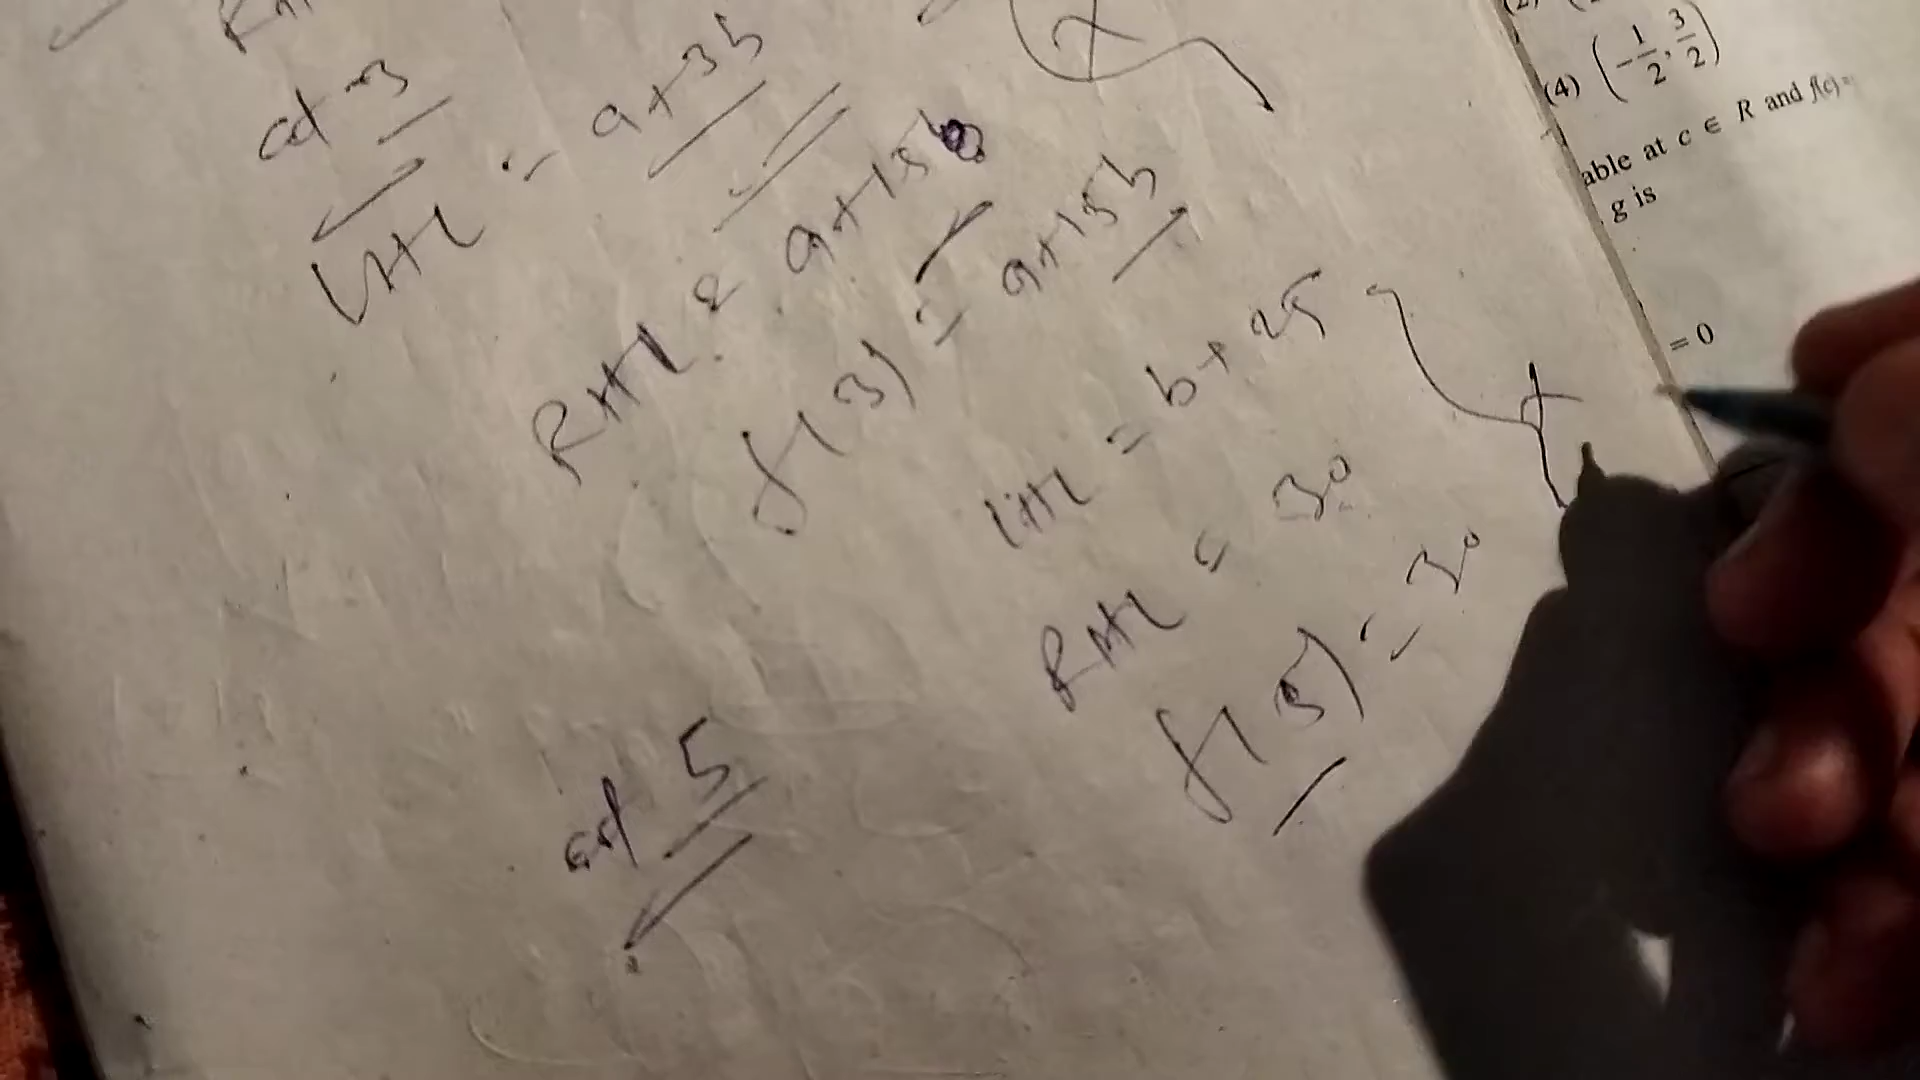 at 3
LHL = a+3b
RHL = a+15b
f(3) = a+15b
LHL = b+25
RHL = 30
f(5) = 30
at 5
(4) (-1/2, 3/2)
able at c ∈ R and f(c) =
g is
= 0